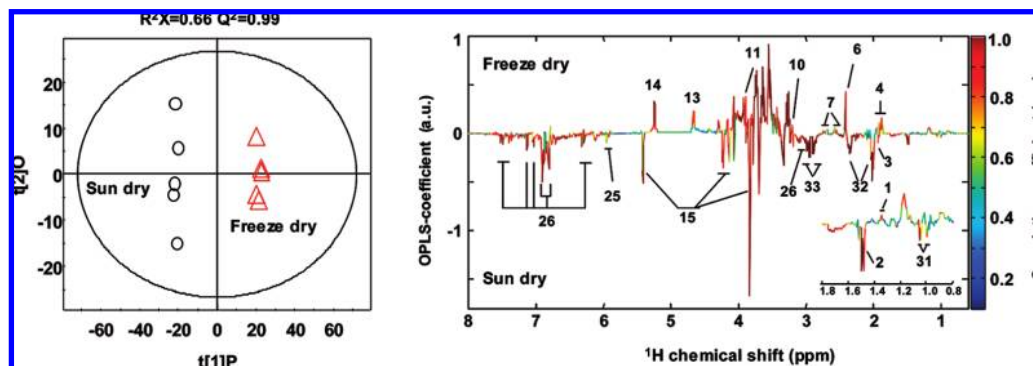 R²X=0.66 Q²=0.99
t[2]O
20
10
0
-10
-20
Sun dry
Freeze dry
-60 -40 -20 0 20 40 60
t[1]P
OPLS-coefficient (a.u.)
1
0
-1
Freeze dry
Sun dry
14
13
11
10
6
7
4
3
32
33
26
15
25
26
1
2
31
1.8 1.6 1.4 1.2 1.0 0.8
8 7 6 5 4 3 2 1
¹H chemical shift (ppm)
1.0
0.8
0.6
0.4
0.2